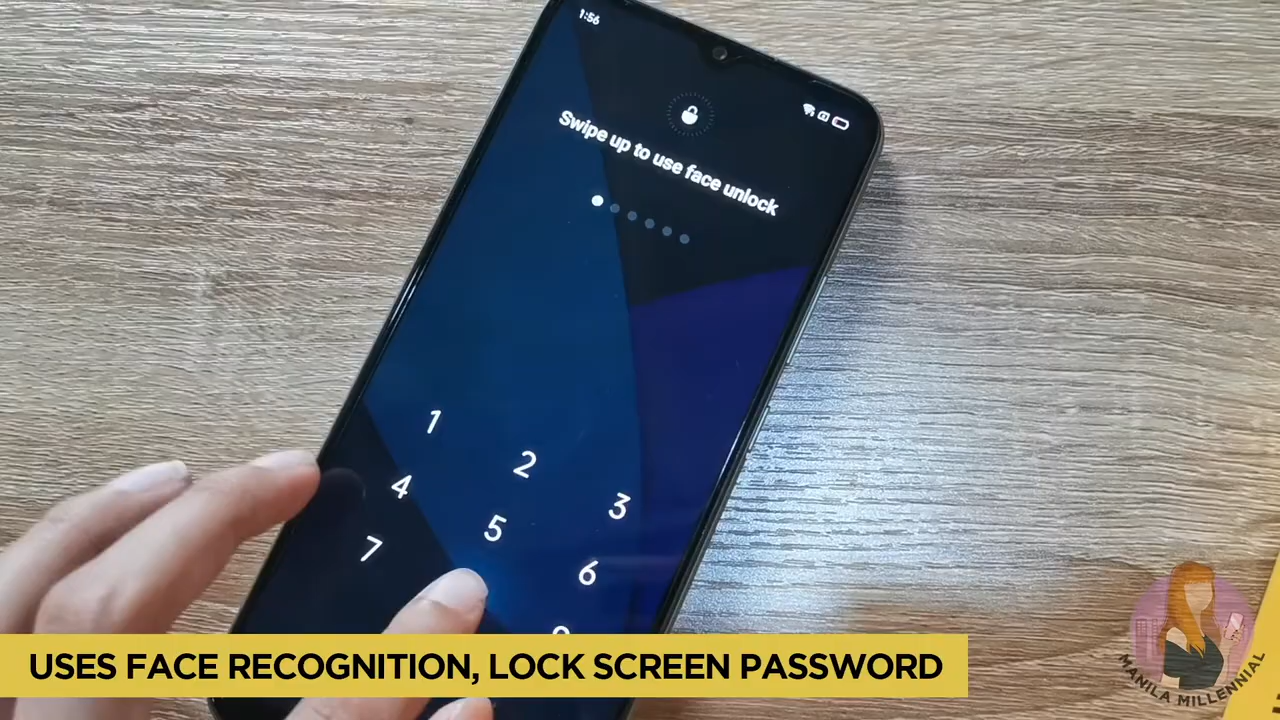 1:56
Swipe up to use face unlock
1
2
3
4
5
6
7
USES FACE RECOGNITION, LOCK SCREEN PASSWORD
MANILA MILLENNIAL